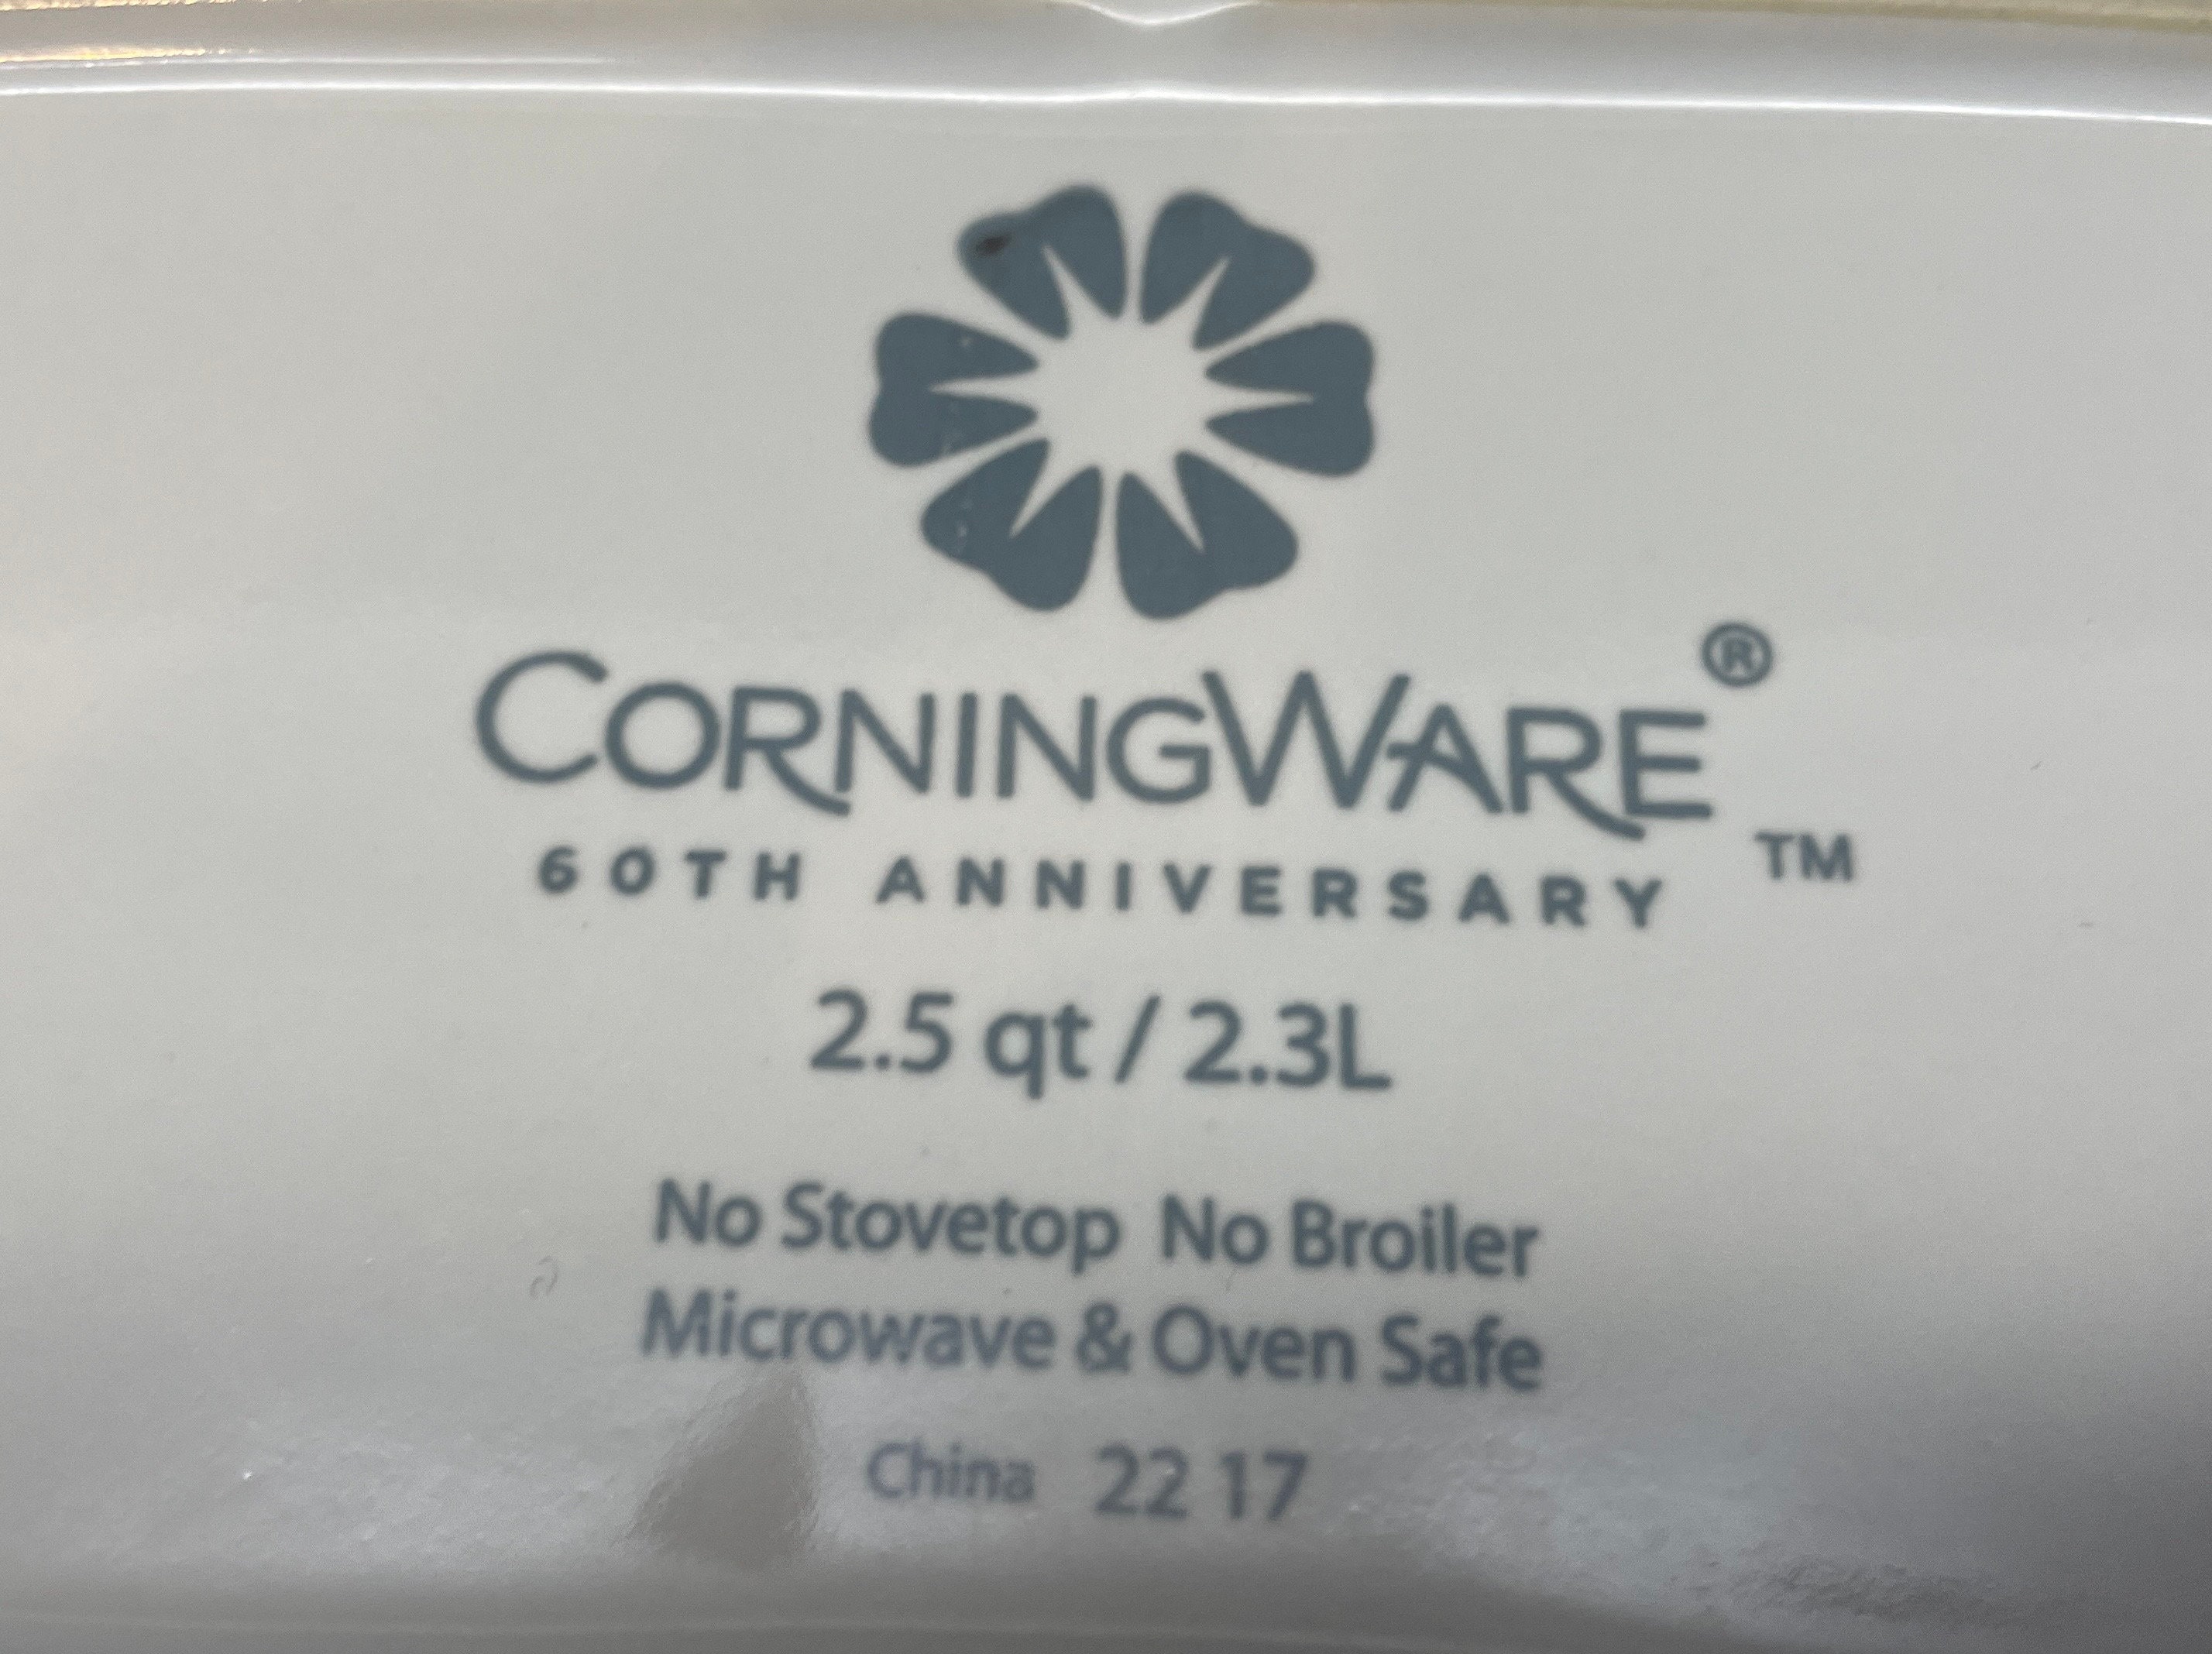 CORNINGWARE®
60TH ANNIVERSARY™
2.5 qt / 2.3L
No Stovetop No Broiler
Microwave & Oven Safe
China 22 17